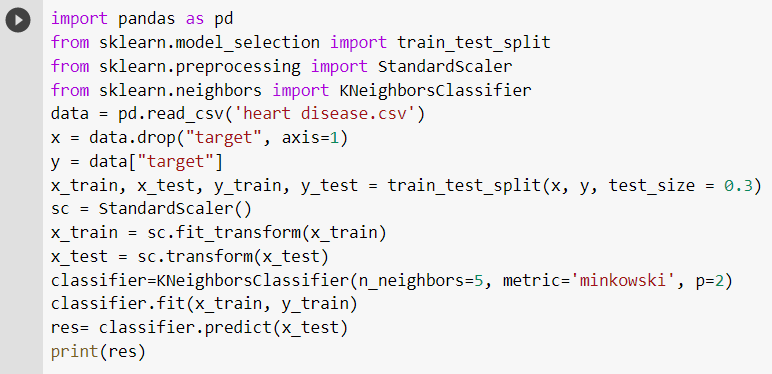 import pandas as pd
from sklearn.model_selection import train_test_split
from sklearn.preprocessing import StandardScaler
from sklearn.neighbors import KNeighborsClassifier
data = pd.read_csv('heart disease.csv')
x = data.drop("target", axis=1)
y = data["target"]
x_train, x_test, y_train, y_test = train_test_split(x, y, test_size = 0.3)
sc = StandardScaler()
x_train = sc.fit_transform(x_train)
x_test = sc.transform(x_test)
classifier=KNeighborsClassifier(n_neighbors=5, metric='minkowski', p=2)
classifier.fit(x_train, y_train)
res= classifier.predict(x_test)
print(res)